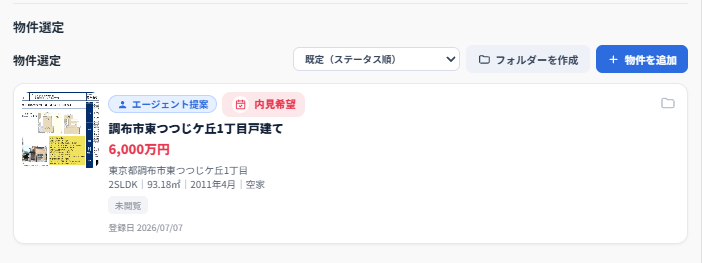 物件選定
物件選定
既定（ステータス順）
フォルダーを作成
＋ 物件を追加
エージェント提案
内見希望
調布市東つつじケ丘1丁目戸建て
6,000万円
東京都調布市東つつじケ丘1丁目
2SLDK｜93.18㎡｜2011年4月｜空家
未閲覧
登録日 2026/07/07